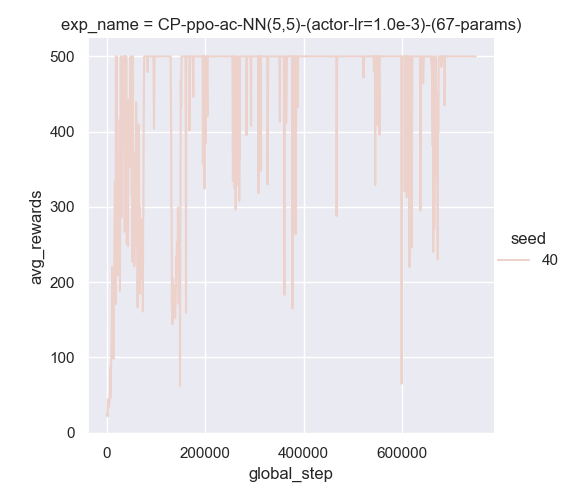 exp_name = CP-ppo-ac-NN(5,5)-(actor-lr=1.0e-3)-(67-params)
500
400
300
200
100
0
avg_rewards
0 200000 400000 600000
global_step
seed
40